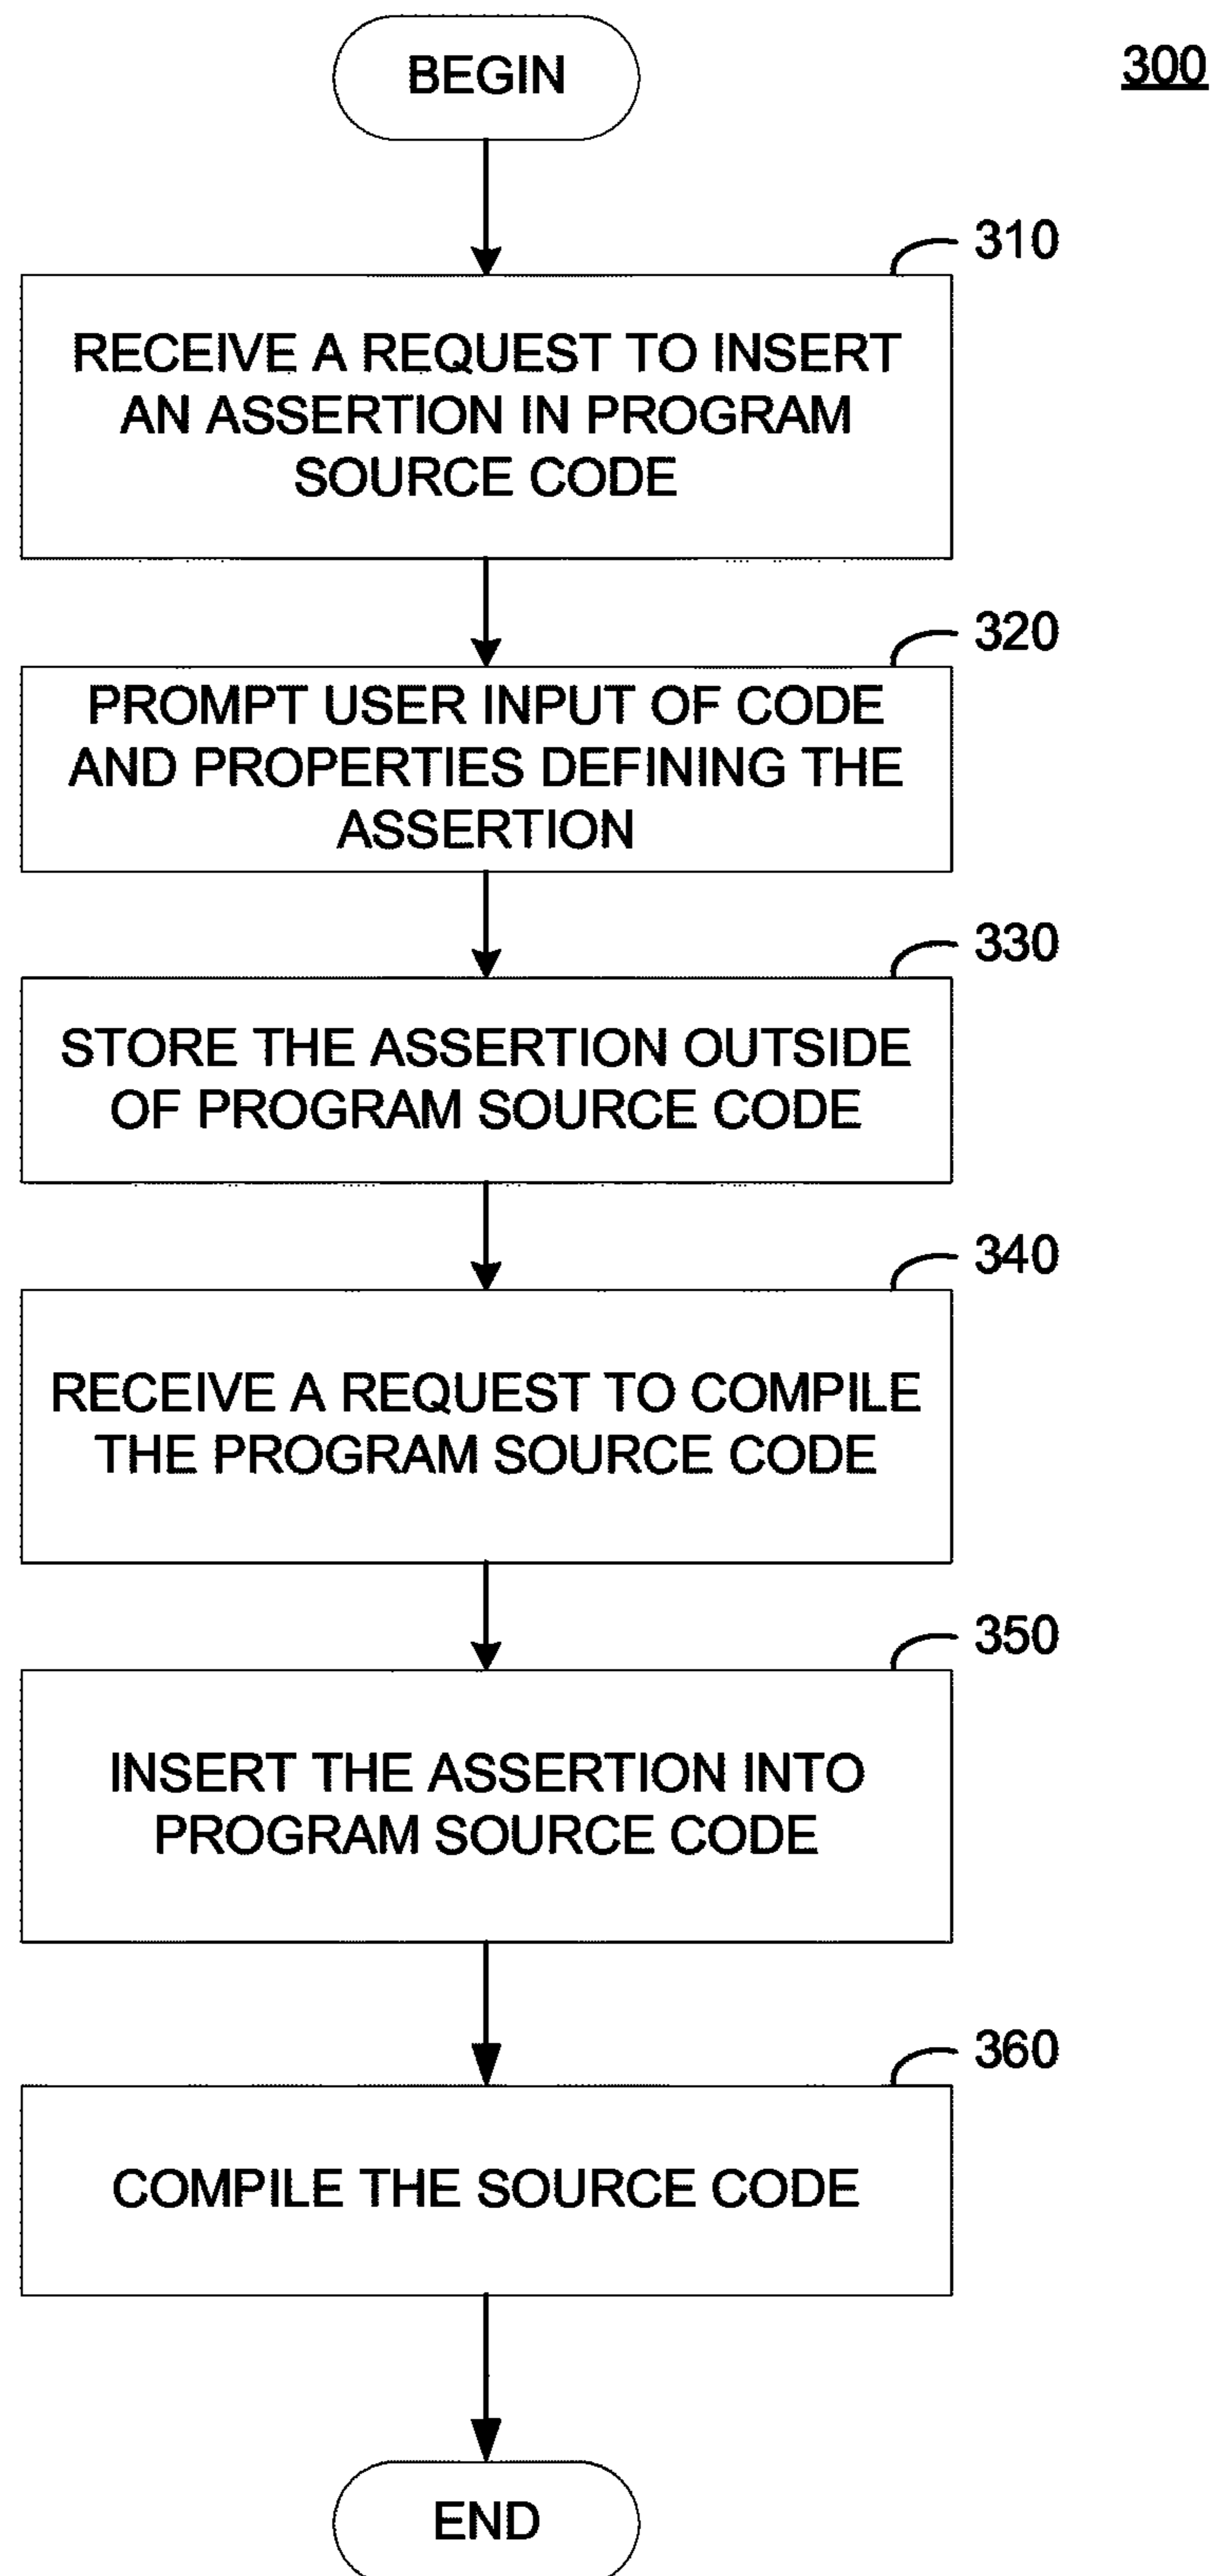 BEGIN
300
310
RECEIVE A REQUEST TO INSERT
AN ASSERTION IN PROGRAM
SOURCE CODE
320
PROMPT USER INPUT OF CODE
AND PROPERTIES DEFINING THE
ASSERTION
330
STORE THE ASSERTION OUTSIDE
OF PROGRAM SOURCE CODE
340
RECEIVE A REQUEST TO COMPILE
THE PROGRAM SOURCE CODE
350
INSERT THE ASSERTION INTO
PROGRAM SOURCE CODE
360
COMPILE THE SOURCE CODE
END